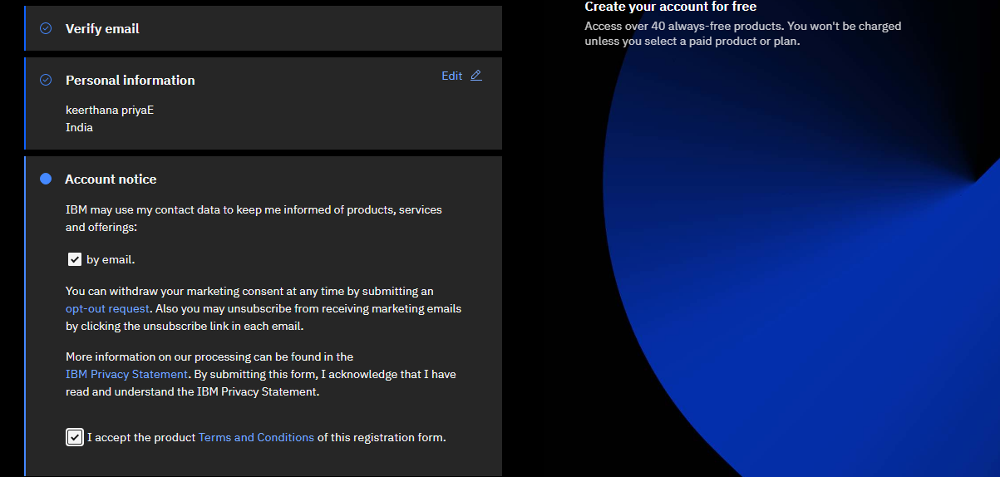 Verify email
Personal information
Edit
keerthana priyaE
India
Account notice
IBM may use my contact data to keep me informed of products, services
and offerings:
by email.
You can withdraw your marketing consent at any time by submitting an
opt-out request. Also you may unsubscribe from receiving marketing emails
by clicking the unsubscribe link in each email.
More information on our processing can be found in the
IBM Privacy Statement. By submitting this form, I acknowledge that I have
read and understand the IBM Privacy Statement.
I accept the product Terms and Conditions of this registration form.
Create your account for free
Access over 40 always-free products. You won't be charged
unless you select a paid product or plan.